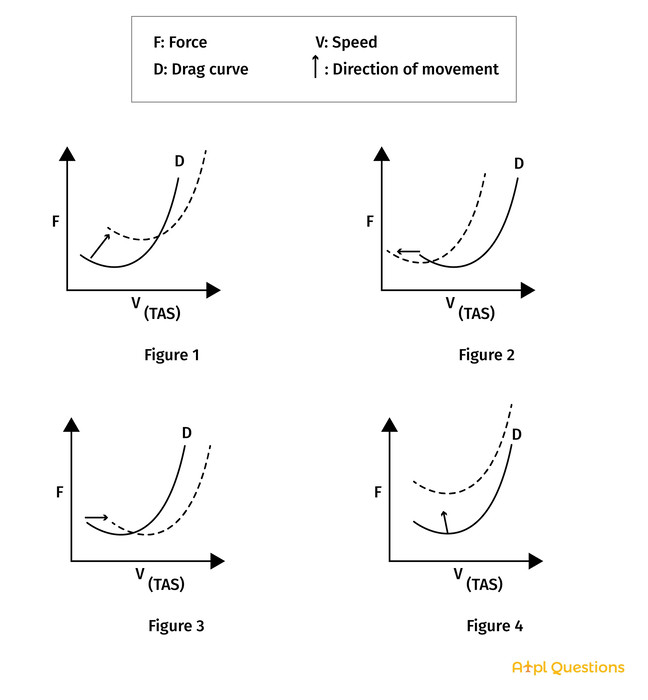 F: Force
V: Speed
D: Drag curve
: Direction of movement
D
F
V
(TAS)
Figure 1
D
F
V
(TAS)
Figure 2
D
F
V
(TAS)
Figure 3
D
F
V
(TAS)
Figure 4
Atpl Questions